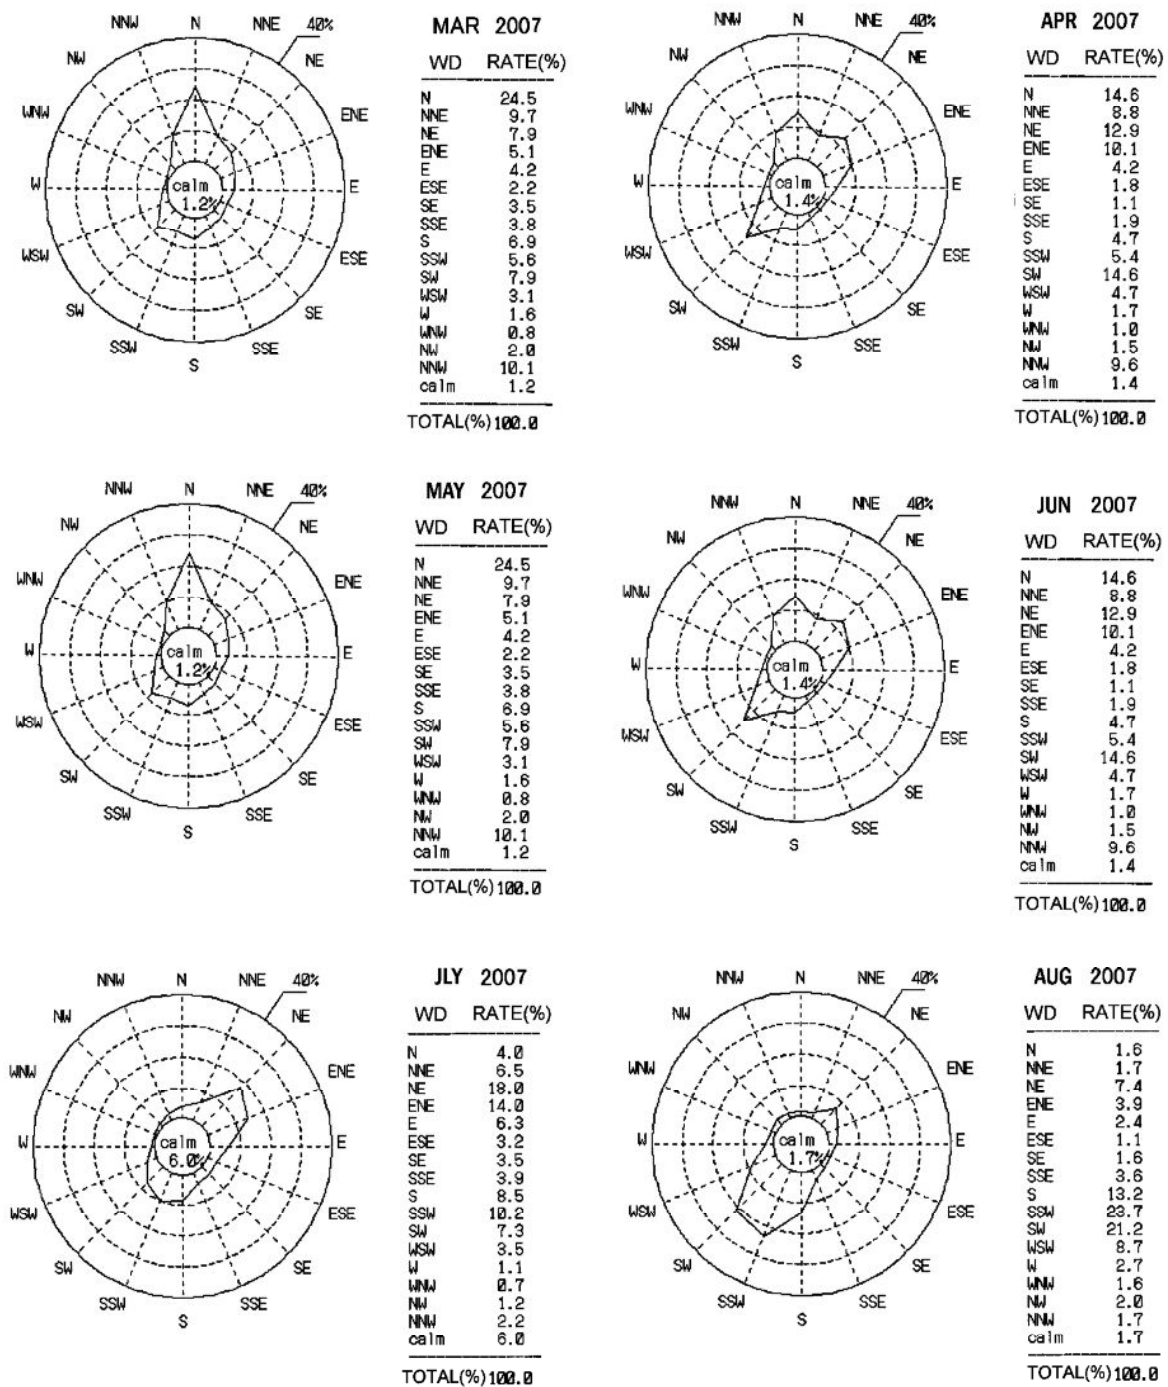 NNW N NNE 40%
NW NE
WNW ENE
W calm E
1.2%
WSW ESE
SW SE
SSW SSE
S
MAR 2007
WD RATE(%)
N 24.5
NNE 9.7
NE 7.9
ENE 5.1
E 4.2
ESE 2.2
SE 3.5
SSE 3.8
S 6.9
SSW 5.6
SW 7.9
WSW 3.1
W 1.6
WNW 0.8
NW 2.0
NNW 10.1
calm 1.2
TOTAL(%) 100.0
NNW N NNE 40%
NW NE
WNW ENE
W calm E
1.4%
WSW ESE
SW SE
SSW SSE
S
APR 2007
WD RATE(%)
N 14.6
NNE 8.8
NE 12.9
ENE 10.1
E 4.2
ESE 1.8
SE 1.1
SSE 1.9
S 4.7
SSW 5.4
SW 14.6
WSW 4.7
W 1.7
WNW 1.0
NW 1.5
NNW 9.6
calm 1.4
TOTAL(%) 100.0
NNW N NNE 40%
NW NE
WNW ENE
W calm E
1.2%
WSW ESE
SW SE
SSW SSE
S
MAY 2007
WD RATE(%)
N 24.5
NNE 9.7
NE 7.9
ENE 5.1
E 4.2
ESE 2.2
SE 3.5
SSE 3.8
S 6.9
SSW 5.6
SW 7.9
WSW 3.1
W 1.6
WNW 0.8
NW 2.0
NNW 10.1
calm 1.2
TOTAL(%) 100.0
NNW N NNE 40%
NW NE
WNW ENE
W calm E
1.4%
WSW ESE
SW SE
SSW SSE
S
JUN 2007
WD RATE(%)
N 14.6
NNE 8.8
NE 12.9
ENE 10.1
E 4.2
ESE 1.8
SE 1.1
SSE 1.9
S 4.7
SSW 5.4
SW 14.6
WSW 4.7
W 1.7
WNW 1.0
NW 1.5
NNW 9.6
calm 1.4
TOTAL(%) 100.0
NNW N NNE 40%
NW NE
WNW ENE
W calm E
6.0%
WSW ESE
SW SE
SSW SSE
S
JLY 2007
WD RATE(%)
N 4.0
NNE 6.5
NE 18.0
ENE 14.0
E 6.3
ESE 3.2
SE 3.5
SSE 3.9
S 8.5
SSW 10.2
SW 7.3
WSW 3.5
W 1.1
WNW 0.7
NW 1.2
NNW 2.2
calm 6.0
TOTAL(%) 100.0
NNW N NNE 40%
NW NE
WNW ENE
W calm E
1.7%
WSW ESE
SW SE
SSW SSE
S
AUG 2007
WD RATE(%)
N 1.6
NNE 1.7
NE 7.4
ENE 3.9
E 2.4
ESE 1.1
SE 1.6
SSE 3.6
S 13.2
SSW 23.7
SW 21.2
WSW 8.7
W 2.7
WNW 1.6
NW 2.0
NNW 1.7
calm 1.7
TOTAL(%) 100.0